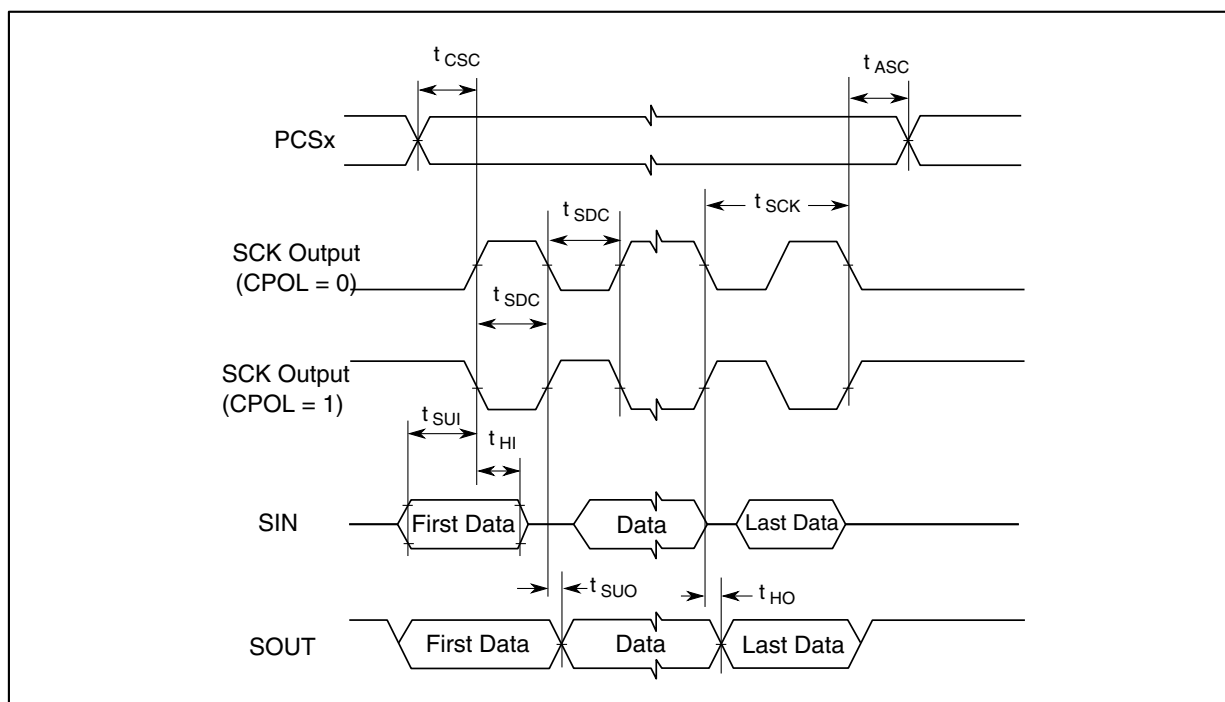 t CSC
t ASC
PCSx
t SDC
t SCK
SCK Output
(CPOL = 0)
t SDC
SCK Output
(CPOL = 1)
t SUI
t HI
SIN
First Data
Data
Last Data
t SUO
t HO
SOUT
First Data
Data
Last Data